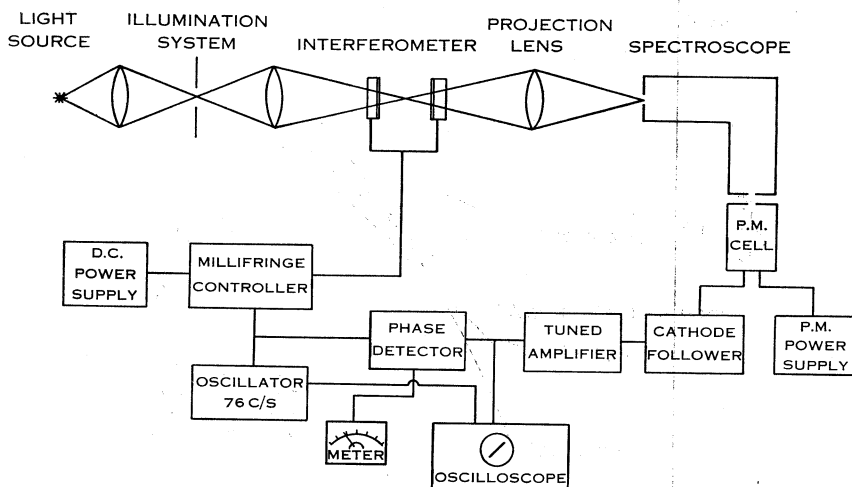 LIGHT
SOURCE
ILLUMINATION
SYSTEM
INTERFEROMETER
PROJECTION
LENS
SPECTROSCOPE
P.M.
CELL
D.C.
POWER
SUPPLY
MILLIFRINGE
CONTROLLER
PHASE
DETECTOR
TUNED
AMPLIFIER
CATHODE
FOLLOWER
P.M.
POWER
SUPPLY
OSCILLATOR
76 C/S
METER
OSCILLOSCOPE